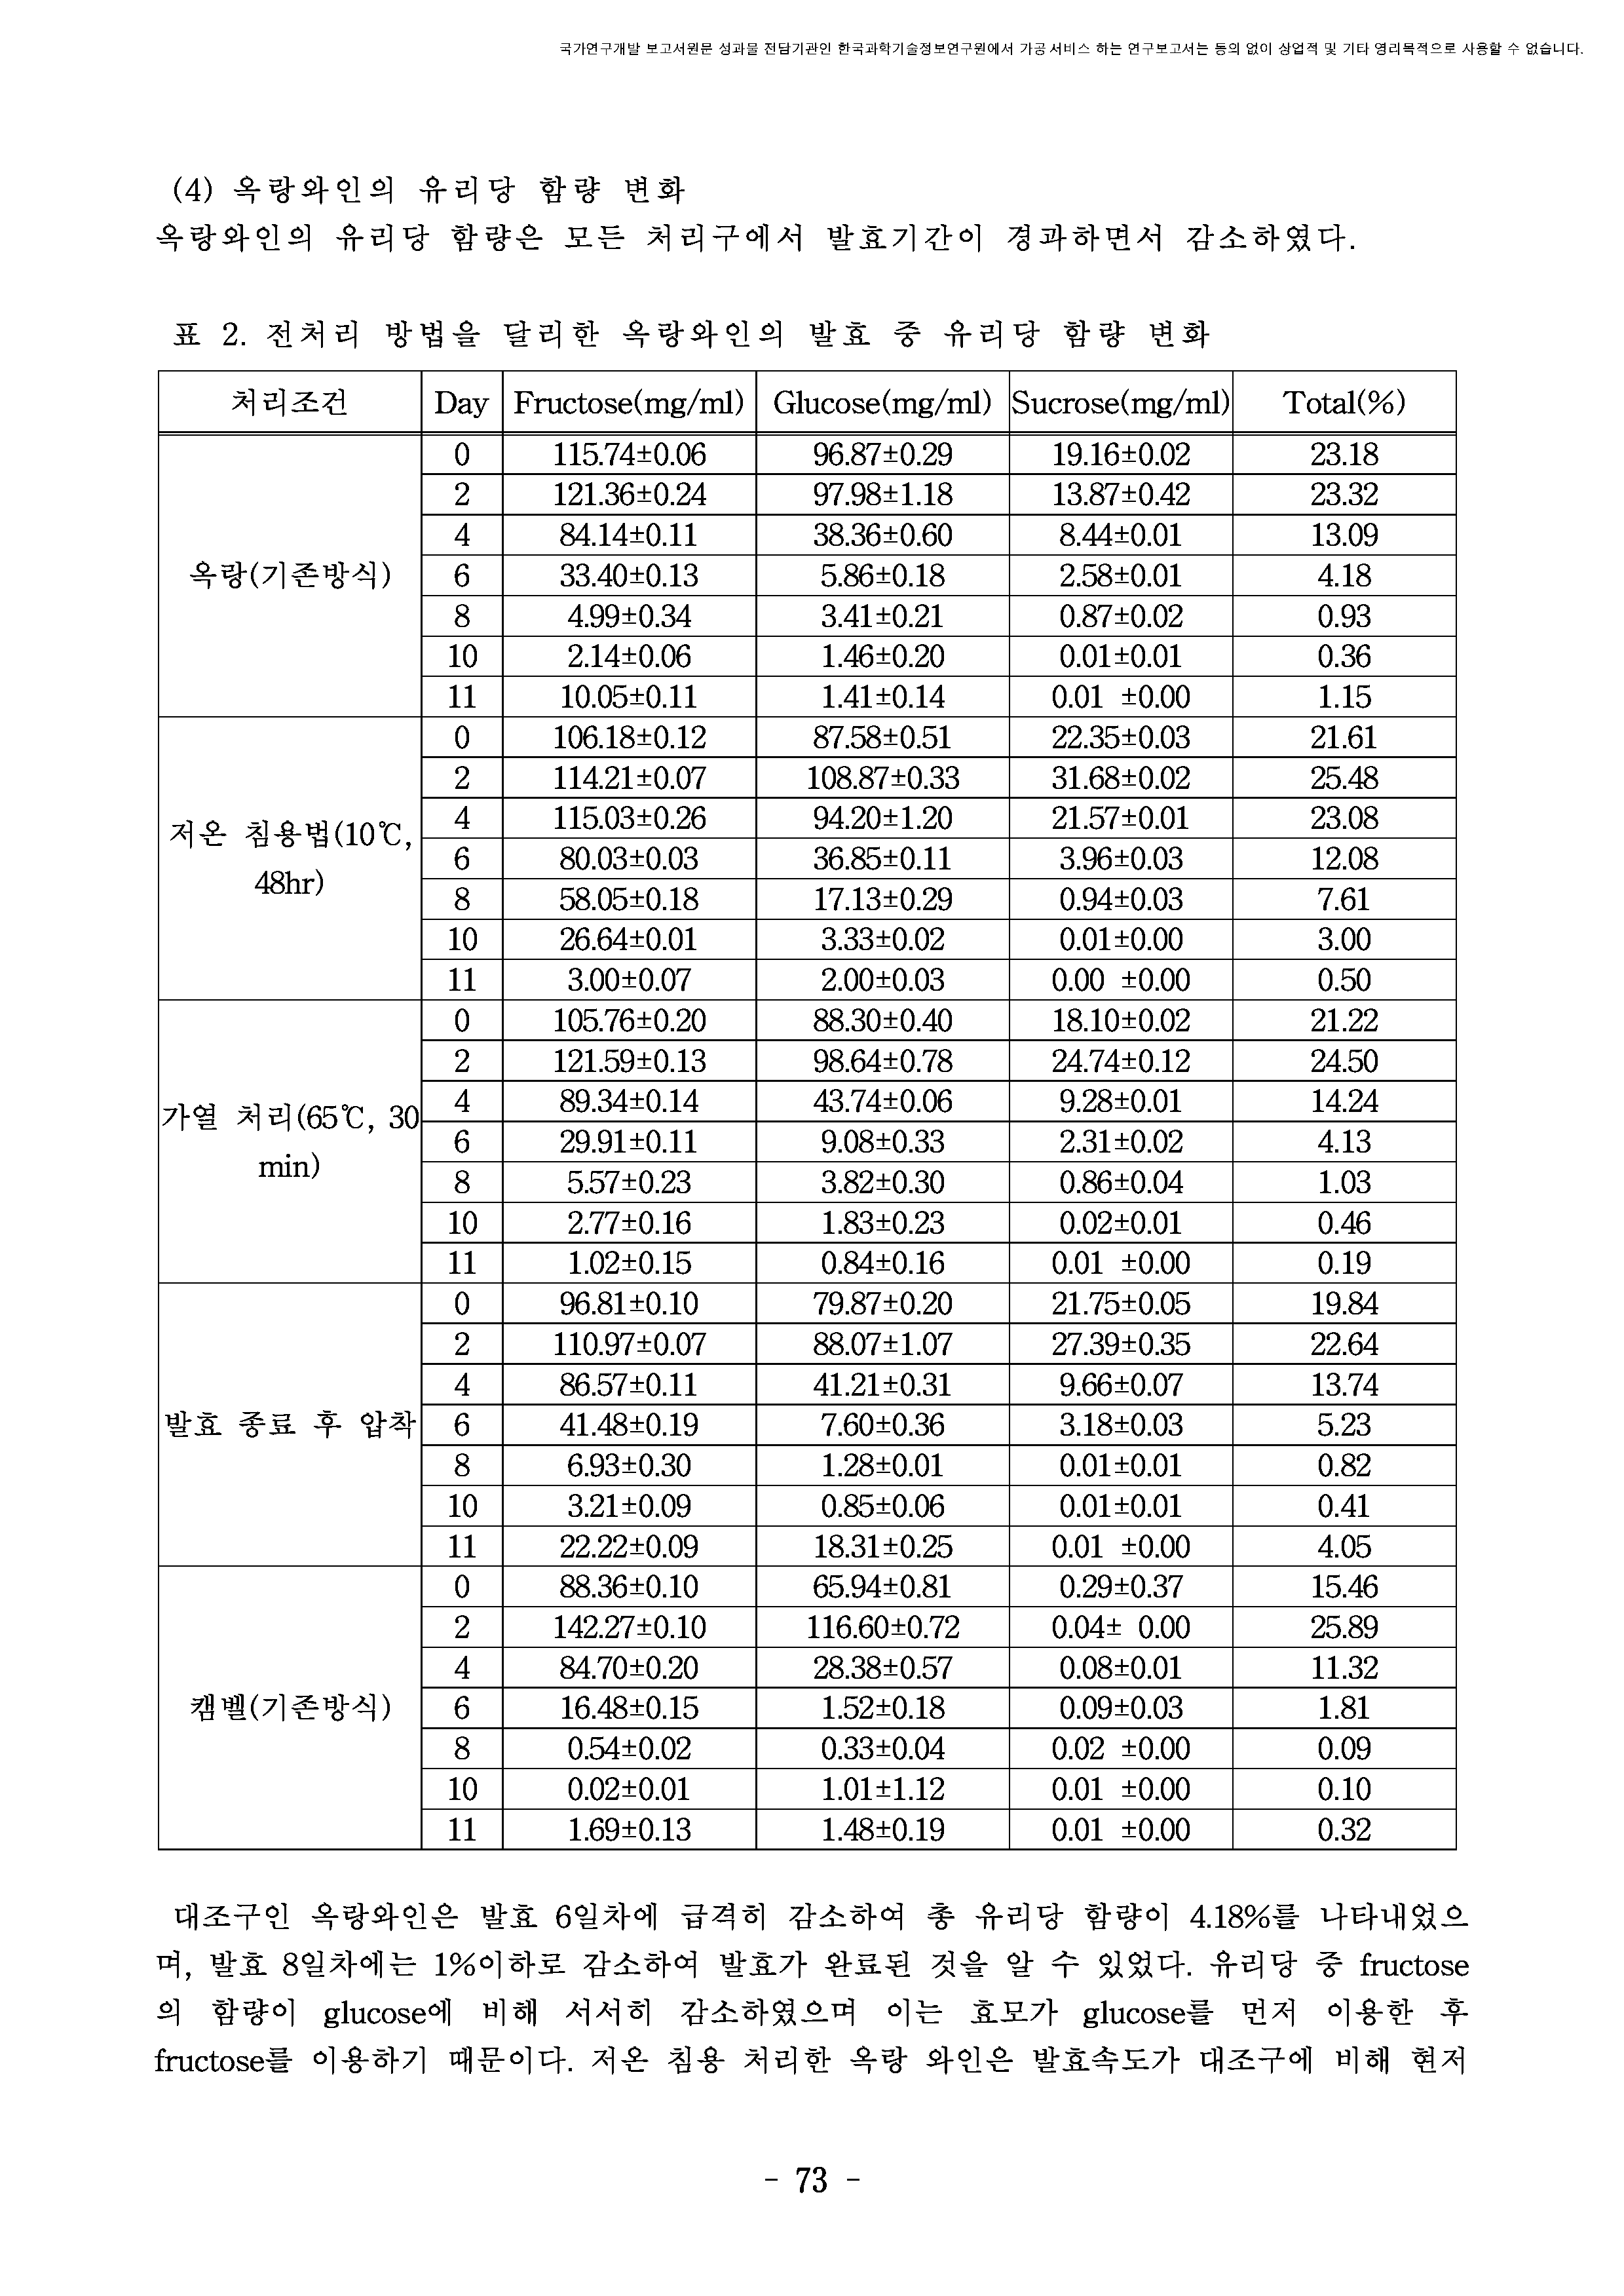 국가연구개발 보고서원문 성과물 전담기관인 한국과학기술정보연구원에서 가공·서비스 하는 연구보고서는 동의 없이 상업적 및 기타 영리목적으로 사용할 수 없습니다.
(4) 옥랑와인의 유리당 함량 변화
옥랑와인의 유리당 함량은 모든 처리구에서 발효기간이 경과하면서 감소하였다.
표 2. 전처리 방법을 달리한 옥랑와인의 발효 중 유리당 함량 변화
처리조건 Day Fructose(mg/ml) Glucose(mg/ml) Sucrose(mg/ml) Total(%)
옥랑(기존방식)
0 115.74±0.06 96.87±0.29 19.16±0.02 23.18
2 121.36±0.24 97.98±1.18 13.87±0.42 23.32
4 84.14±0.11 38.36±0.60 8.44±0.01 13.09
6 33.40±0.13 5.86±0.18 2.58±0.01 4.18
8 4.99±0.34 3.41±0.21 0.87±0.02 0.93
10 2.14±0.06 1.46±0.20 0.01±0.01 0.36
11 10.05±0.11 1.41±0.14 0.01 ±0.00 1.15
저온 침용법(10℃,
48hr)
0 106.18±0.12 87.58±0.51 22.35±0.03 21.61
2 114.21±0.07 108.87±0.33 31.68±0.02 25.48
4 115.03±0.26 94.20±1.20 21.57±0.01 23.08
6 80.03±0.03 36.85±0.11 3.96±0.03 12.08
8 58.05±0.18 17.13±0.29 0.94±0.03 7.61
10 26.64±0.01 3.33±0.02 0.01±0.00 3.00
11 3.00±0.07 2.00±0.03 0.00 ±0.00 0.50
가열 처리(65℃, 30
min)
0 105.76±0.20 88.30±0.40 18.10±0.02 21.22
2 121.59±0.13 98.64±0.78 24.74±0.12 24.50
4 89.34±0.14 43.74±0.06 9.28±0.01 14.24
6 29.91±0.11 9.08±0.33 2.31±0.02 4.13
8 5.57±0.23 3.82±0.30 0.86±0.04 1.03
10 2.77±0.16 1.83±0.23 0.02±0.01 0.46
11 1.02±0.15 0.84±0.16 0.01 ±0.00 0.19
발효 종료 후 압착
0 96.81±0.10 79.87±0.20 21.75±0.05 19.84
2 110.97±0.07 88.07±1.07 27.39±0.35 22.64
4 86.57±0.11 41.21±0.31 9.66±0.07 13.74
6 41.48±0.19 7.60±0.36 3.18±0.03 5.23
8 6.93±0.30 1.28±0.01 0.01±0.01 0.82
10 3.21±0.09 0.85±0.06 0.01±0.01 0.41
11 22.22±0.09 18.31±0.25 0.01 ±0.00 4.05
캠벨(기존방식)
0 88.36±0.10 65.94±0.81 0.29±0.37 15.46
2 142.27±0.10 116.60±0.72 0.04± 0.00 25.89
4 84.70±0.20 28.38±0.57 0.08±0.01 11.32
6 16.48±0.15 1.52±0.18 0.09±0.03 1.81
8 0.54±0.02 0.33±0.04 0.02 ±0.00 0.09
10 0.02±0.01 1.01±1.12 0.01 ±0.00 0.10
11 1.69±0.13 1.48±0.19 0.01 ±0.00 0.32
대조구인 옥랑와인은 발효 6일차에 급격히 감소하여 총 유리당 함량이 4.18%를 나타내었으
며, 발효 8일차에는 1%이하로 감소하여 발효가 완료된 것을 알 수 있었다. 유리당 중 fructose
의 함량이 glucose에 비해 서서히 감소하였으며 이는 효모가 glucose를 먼저 이용한 후
fructose를 이용하기 때문이다. 저온 침용 처리한 옥랑 와인은 발효속도가 대조구에 비해 현저
- 73 -